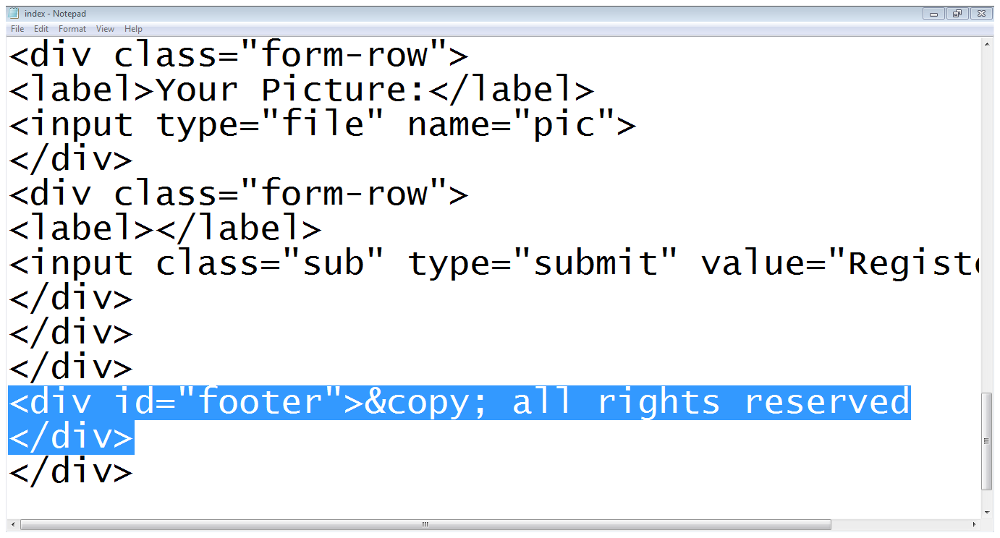 index - Notepad
File Edit Format View Help
<div class="form-row">
<label>Your Picture:</label>
<input type="file" name="pic">
</div>
<div class="form-row">
<label></label>
<input class="sub" type="submit" value="Registe
</div>
</div>
</div>
<div id="footer">&copy; all rights reserved
</div>
</div>